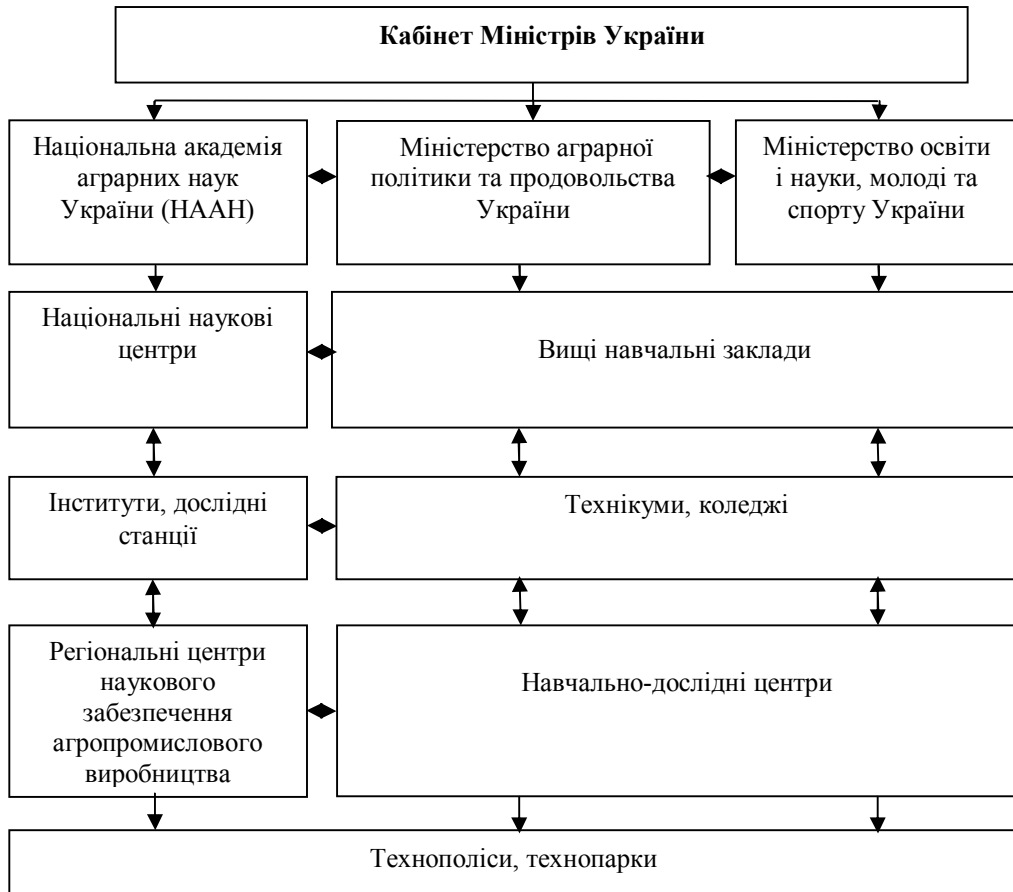 Кабінет Міністрів України
Національна академія
аграрних наук
України (НААН)
Міністерство аграрної
політики та продовольства
України
Міністерство освіти
і науки, молоді та
спорту України
Національні наукові
центри
Вищі навчальні заклади
Інститути, дослідні
станції
Технікуми, коледжі
Регіональні центри
наукового
забезпечення
агропромислового
виробництва
Навчально-дослідні центри
Технополіси, технопарки